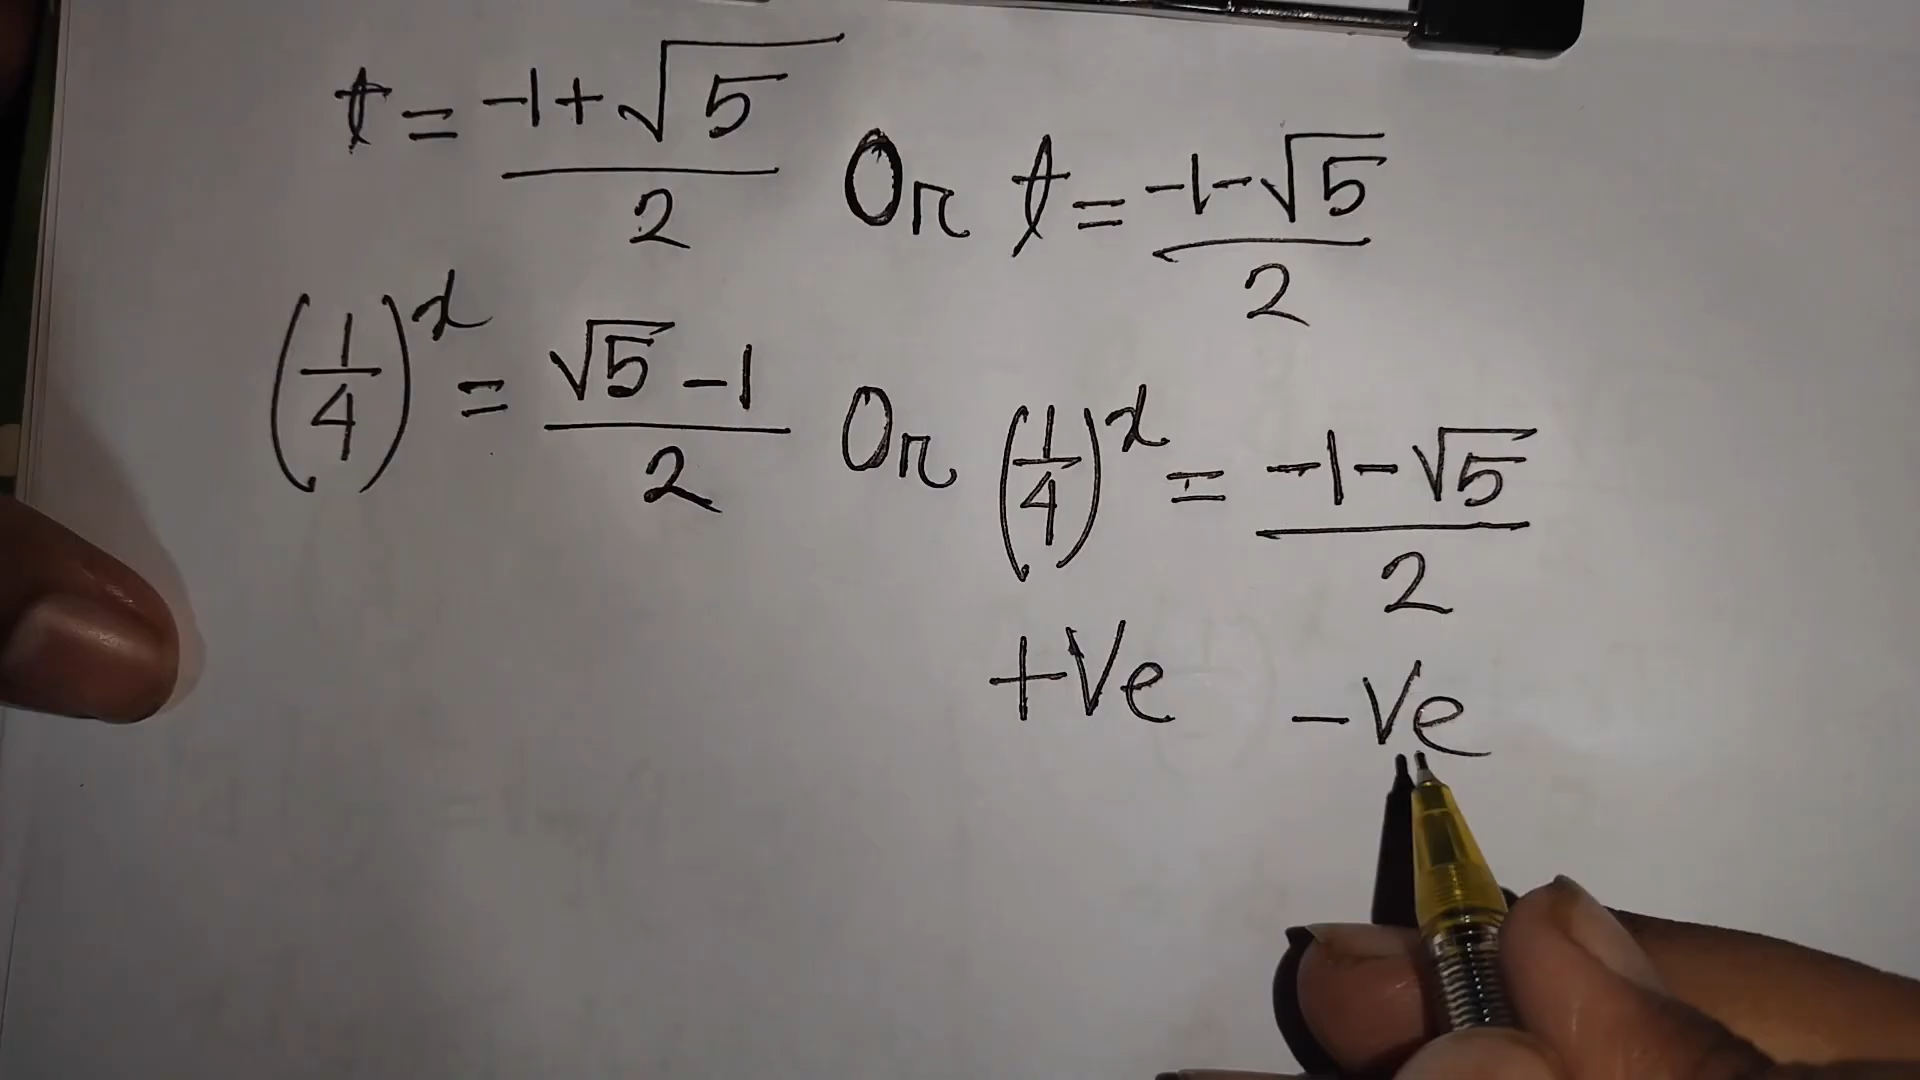 t = (-1+√5)/2 Or t = (-1-√5)/2
(1/4)^x = (√5-1)/2 Or (1/4)^x = (-1-√5)/2
+Ve -Ve